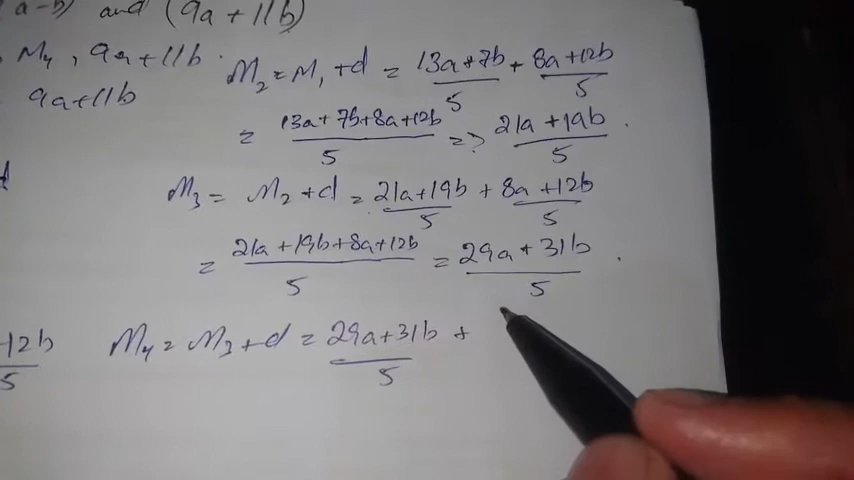 a-b) and (9a+11b)
M4, 9a+11b.
9a+11b
M2 = M1+d = 13a+7b/5 + 8a+12b/5
= 13a+7b+8a+12b/5 => 21a+19b/5.
M3 = M2+d = 21a+19b/5 + 8a+12b/5
= 21a+19b+8a+12b/5 = 29a+31b/5.
12b/5
M4 = M3+d = 29a+31b/5 +